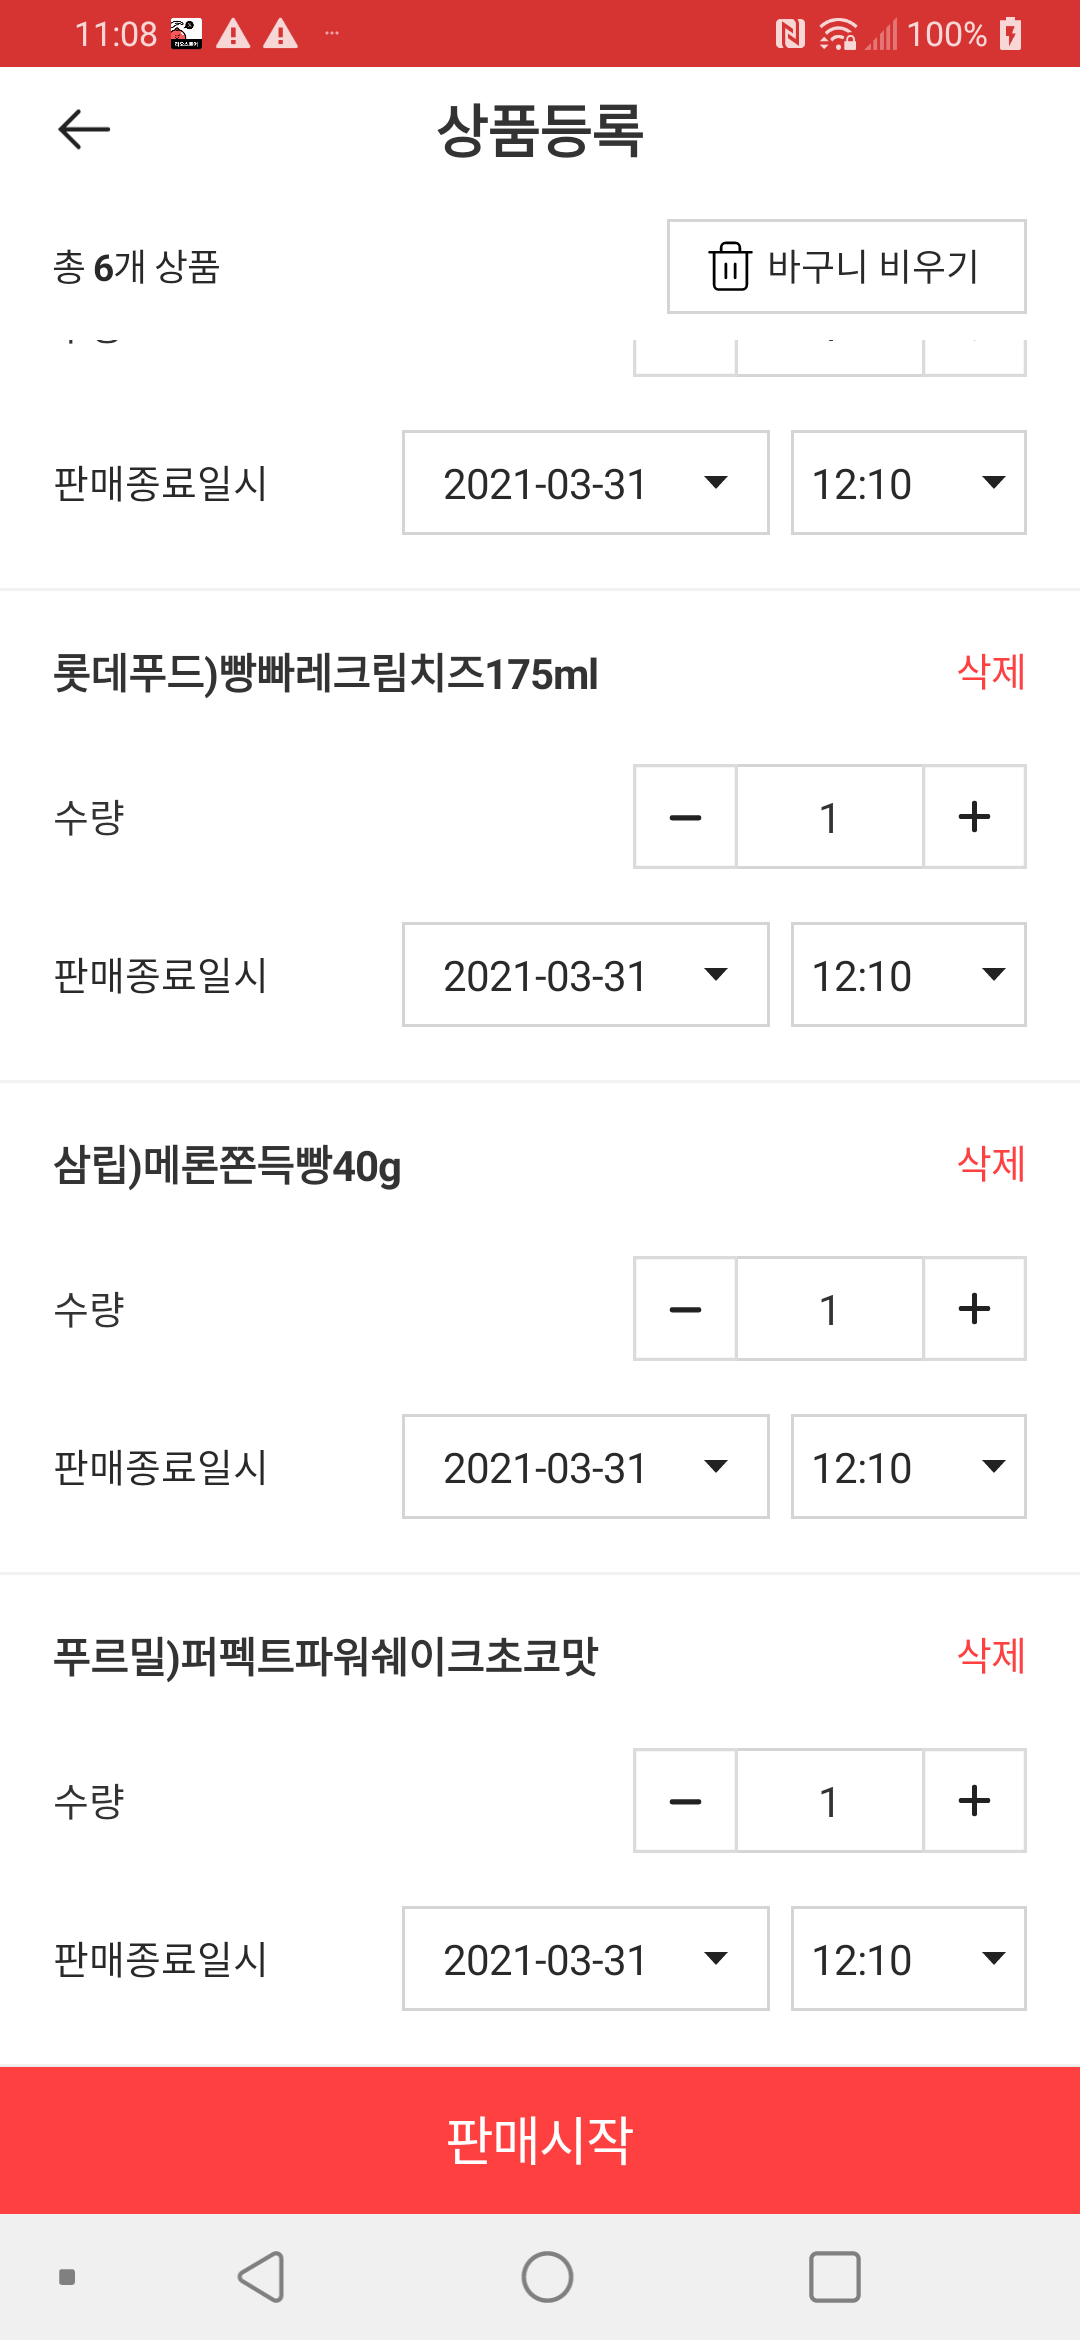 11:08 100%
상품등록
총 6개 상품
바구니 비우기
판매종료일시 2021-03-31 12:10
롯데푸드)빵빠레크림치즈175ml 삭제
수량 1
판매종료일시 2021-03-31 12:10
삼립)메론쫀득빵40g 삭제
수량 1
판매종료일시 2021-03-31 12:10
푸르밀)퍼펙트파워쉐이크초코맛 삭제
수량 1
판매종료일시 2021-03-31 12:10
판매시작